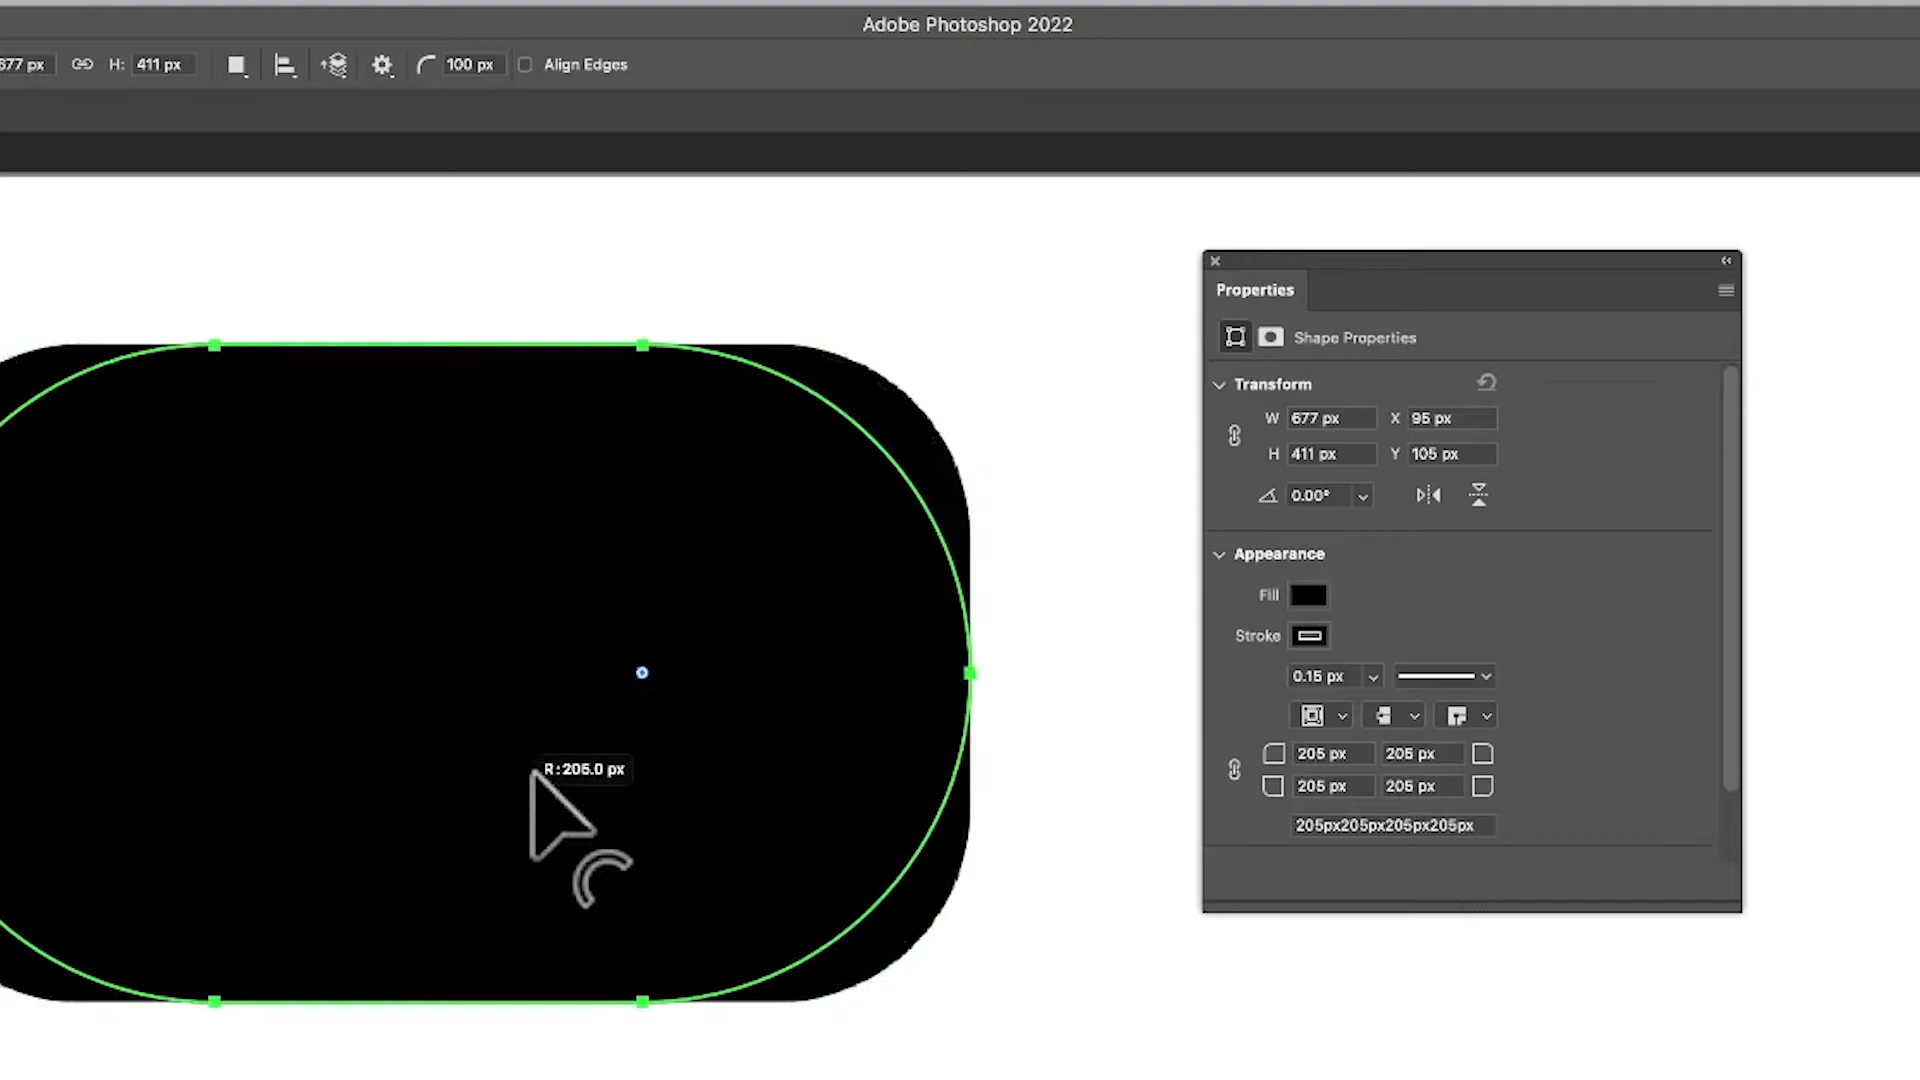 Adobe Photoshop 2022
677 px H: 411 px 100 px Align Edges
Properties
Shape Properties
Transform
W 677 px X 95 px
H 411 px Y 105 px
0.00°
Appearance
Fill
Stroke
0.15 px
205 px 205 px
205 px 205 px
205px205px205px205px
R:205.0 px